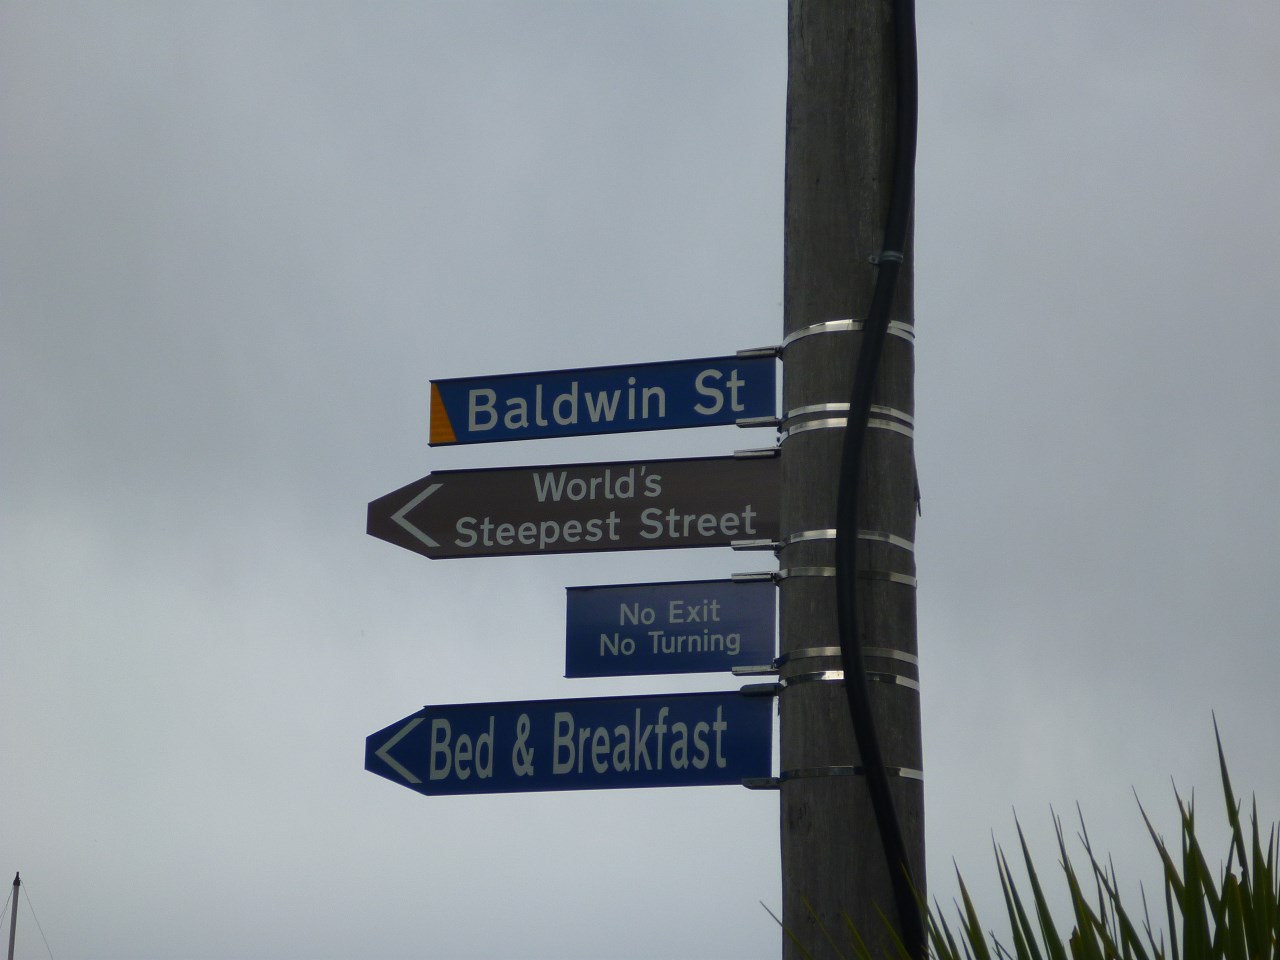 Baldwin St
World's
Steepest Street
No Exit
No Turning
Bed & Breakfast